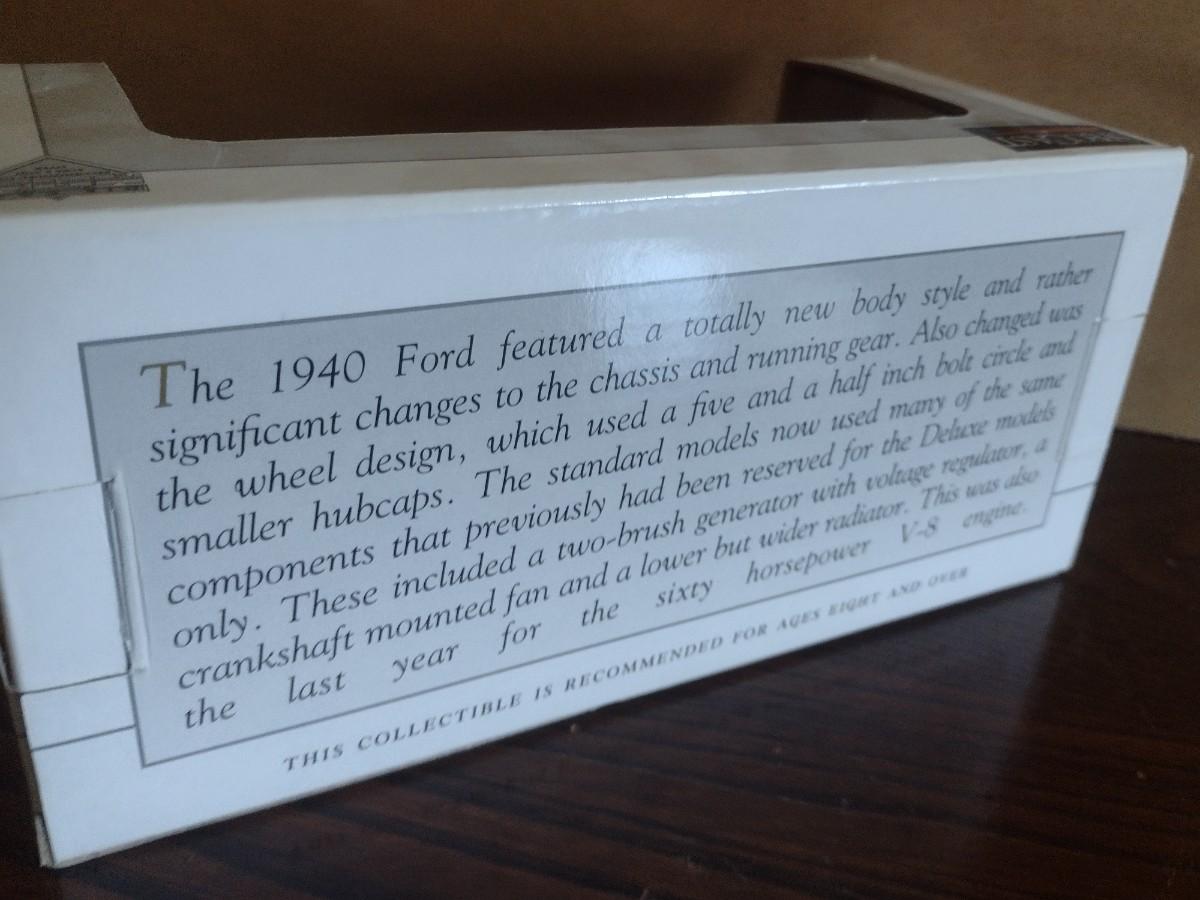 The 1940 Ford featured a totally new body style and rather
significant changes to the chassis and running gear. Also changed was
the wheel design, which used a five and a half inch bolt circle and
smaller hubcaps. The standard models now used many of the same
components that previously had been reserved for the Deluxe models
only. These included a two-brush generator with voltage regulator, a
crankshaft mounted fan and a lower but wider radiator. This was also
the last year for the sixty horsepower V-8 engine.
THIS COLLECTIBLE IS RECOMMENDED FOR AGES EIGHT AND OVER